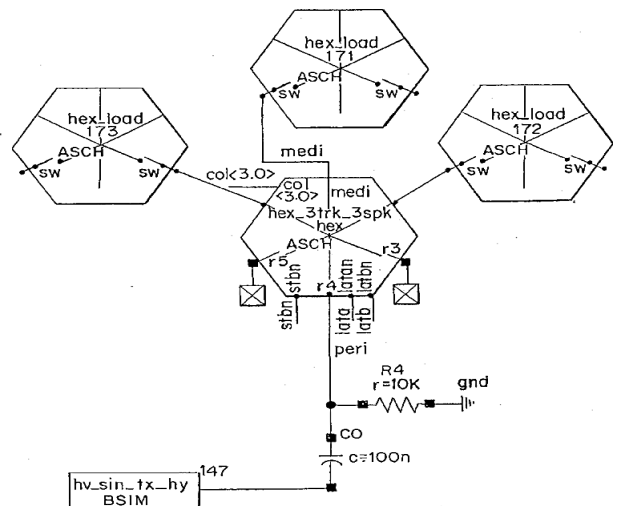 hex_load
171
ASCH
sw
sw
hex_load
173
ASCH
sw
sw
hex_load
172
ASCH
sw
sw
medi
col<3.0>
col
<3.0>
medi
hex_3trk_3spk
hex
ASCH
r5
r3
r4
stbn
stbn
latan
lata
latbn
latb
peri
R4
r=10K
gnd
CO
c=100n
147
hv_sin_tx_hy
BSIM